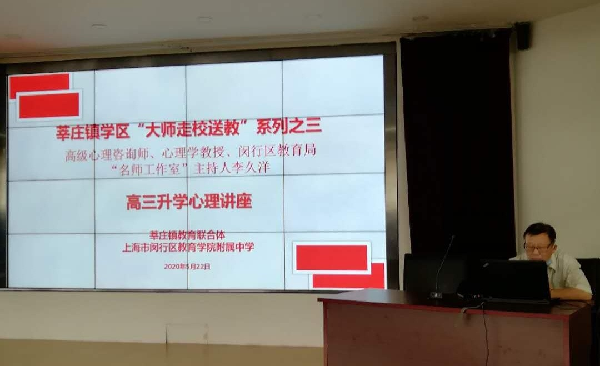 莘庄镇学区“大师走校送教”系列之三
高级心理咨询师、心理学教授、闵行区教育局
“名师工作室”主持人李久洋
高三升学心理讲座
莘庄镇教育联合体
上海市闵行区教育学院附属中学
2020年5月22日